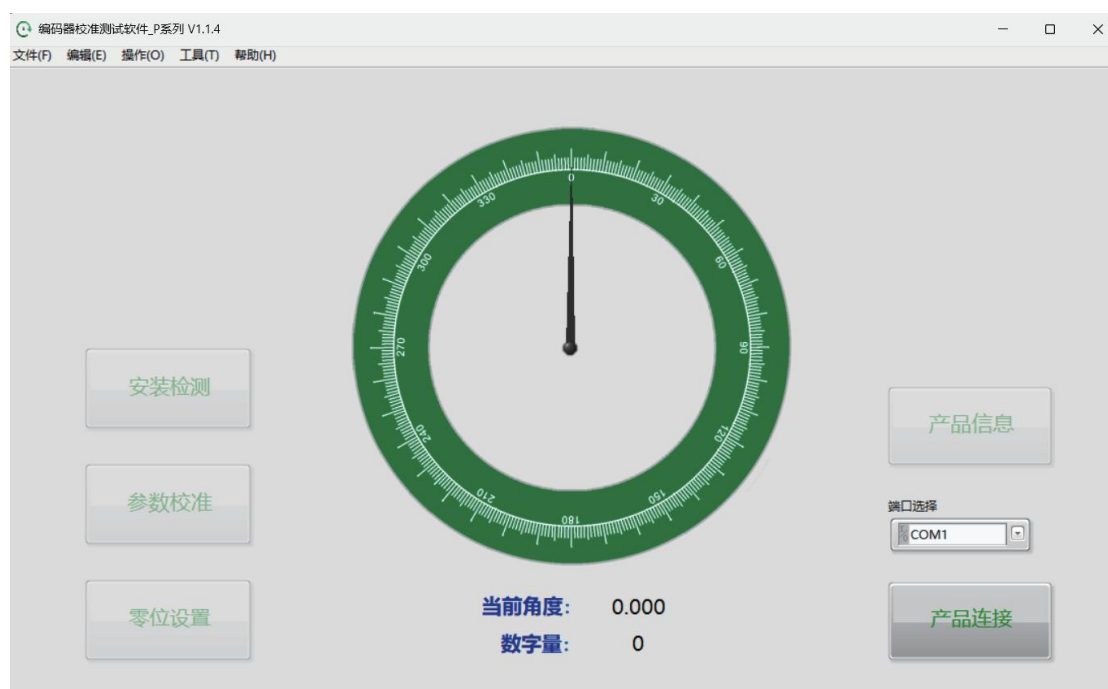 编码器校准测试软件_P系列 V1.1.4
文件(F) 编辑(E) 操作(O) 工具(T) 帮助(H)
0
30
60
90
120
150
180
210
240
270
300
330
安装检测
参数校准
零位设置
产品信息
端口选择
COM1
产品连接
当前角度: 0.000
数字量: 0